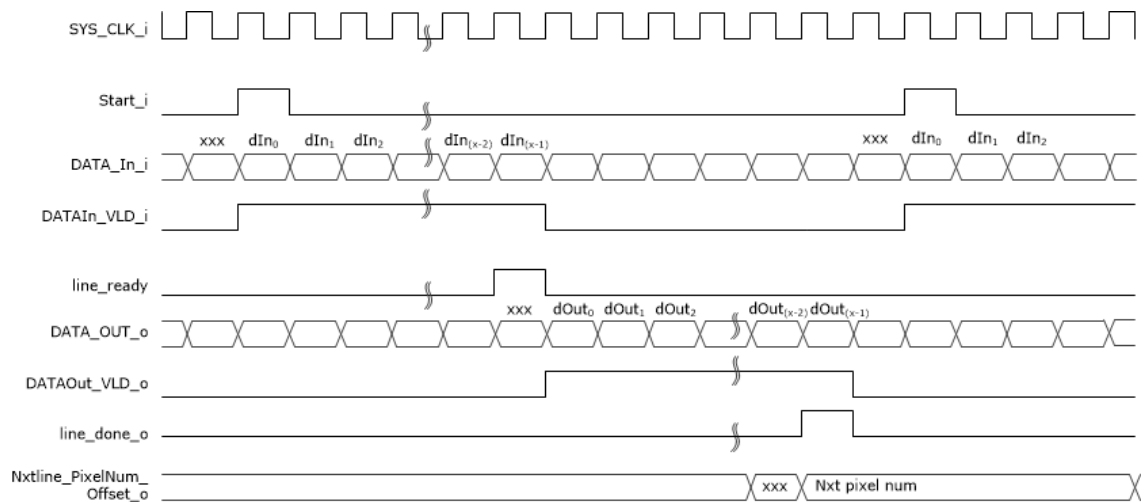 SYS_CLK_i
Start_i
xxx dIn₀ dIn₁ dIn₂ dIn₍ₓ₋₂₎ dIn₍ₓ₋₁₎ xxx dIn₀ dIn₁ dIn₂
DATA_In_i
DATAIn_VLD_i
line_ready
xxx dOut₀ dOut₁ dOut₂ dOut₍ₓ₋₂₎ dOut₍ₓ₋₁₎
DATA_OUT_o
DATAOut_VLD_o
line_done_o
Nxtline_PixelNum_
Offset_o
xxx Nxt pixel num